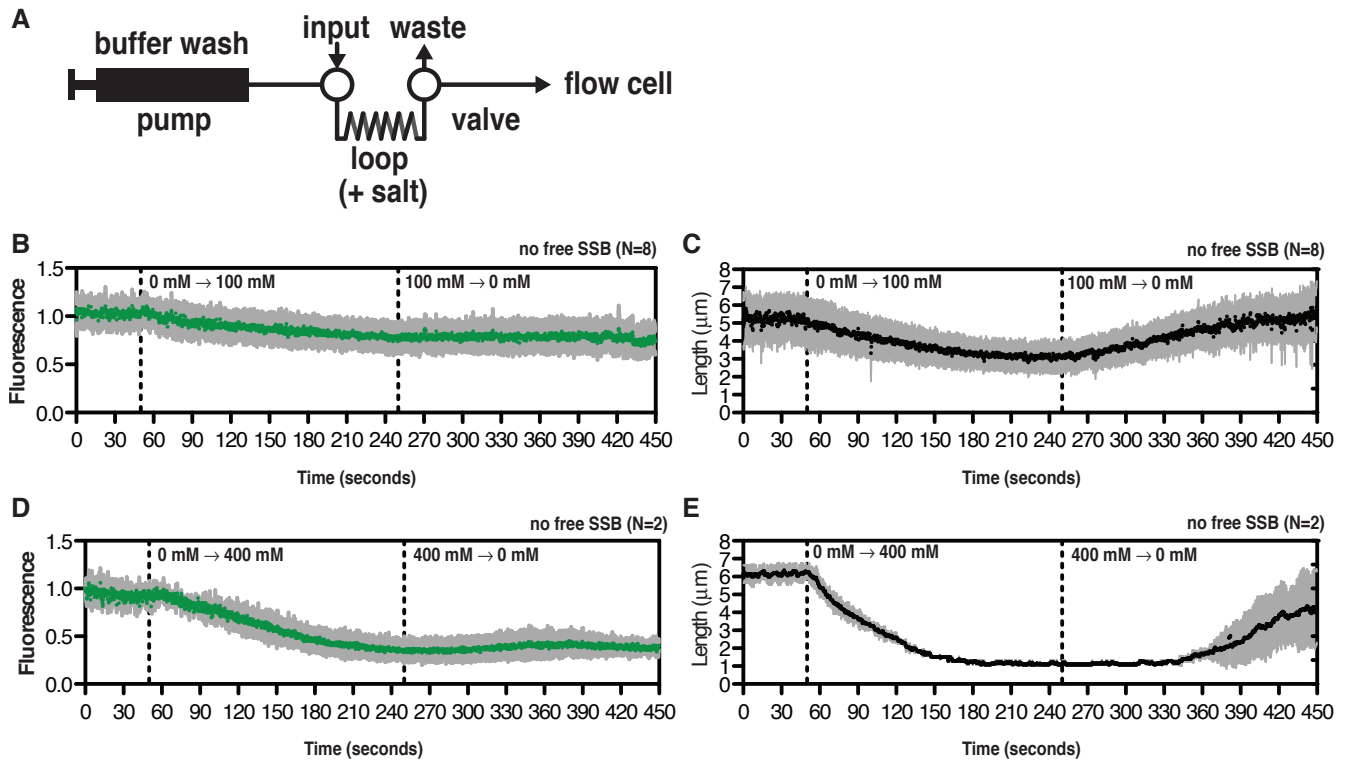 A
buffer wash
input
waste
flow cell
pump
valve
loop
(+ salt)
B
no free SSB (N=8)
0 mM → 100 mM
100 mM → 0 mM
Fluorescence
1.5
1.0
0.5
0.0
0 30 60 90 120 150 180 210 240 270 300 330 360 390 420 450
Time (seconds)
C
no free SSB (N=8)
0 mM → 100 mM
100 mM → 0 mM
Length (µm)
8
7
6
5
4
3
2
1
0
0 30 60 90 120 150 180 210 240 270 300 330 360 390 420 450
Time (seconds)
D
no free SSB (N=2)
0 mM → 400 mM
400 mM → 0 mM
Fluorescence
1.5
1.0
0.5
0.0
0 30 60 90 120 150 180 210 240 270 300 330 360 390 420 450
Time (seconds)
E
no free SSB (N=2)
0 mM → 400 mM
400 mM → 0 mM
Length (µm)
8
7
6
5
4
3
2
1
0
0 30 60 90 120 150 180 210 240 270 300 330 360 390 420 450
Time (seconds)